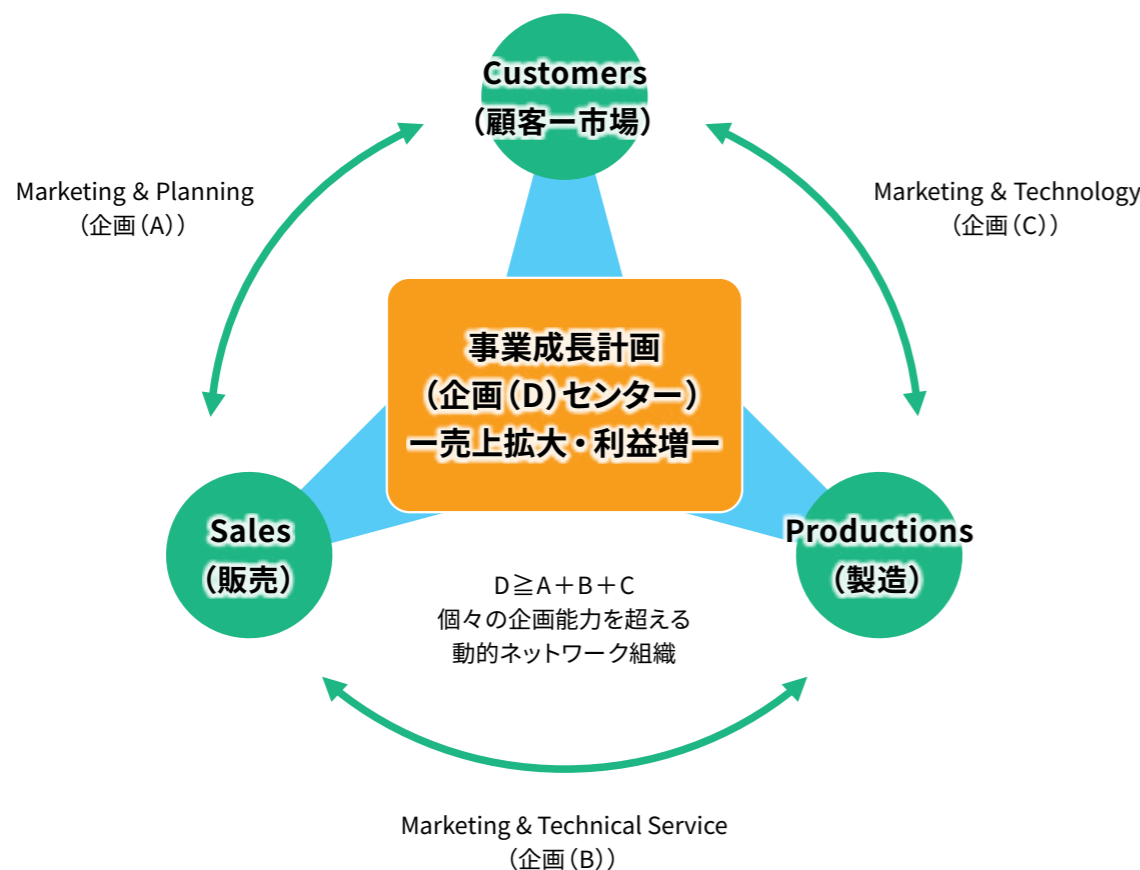 Customers
（顧客ー市場）
Marketing & Planning
（企画（A））
Marketing & Technology
（企画（C））
事業成長計画
（企画（D）センター）
ー売上拡大・利益増ー
Sales
（販売）
Productions
（製造）
D≧A＋B＋C
個々の企画能力を超える
動的ネットワーク組織
Marketing & Technical Service
（企画（B））